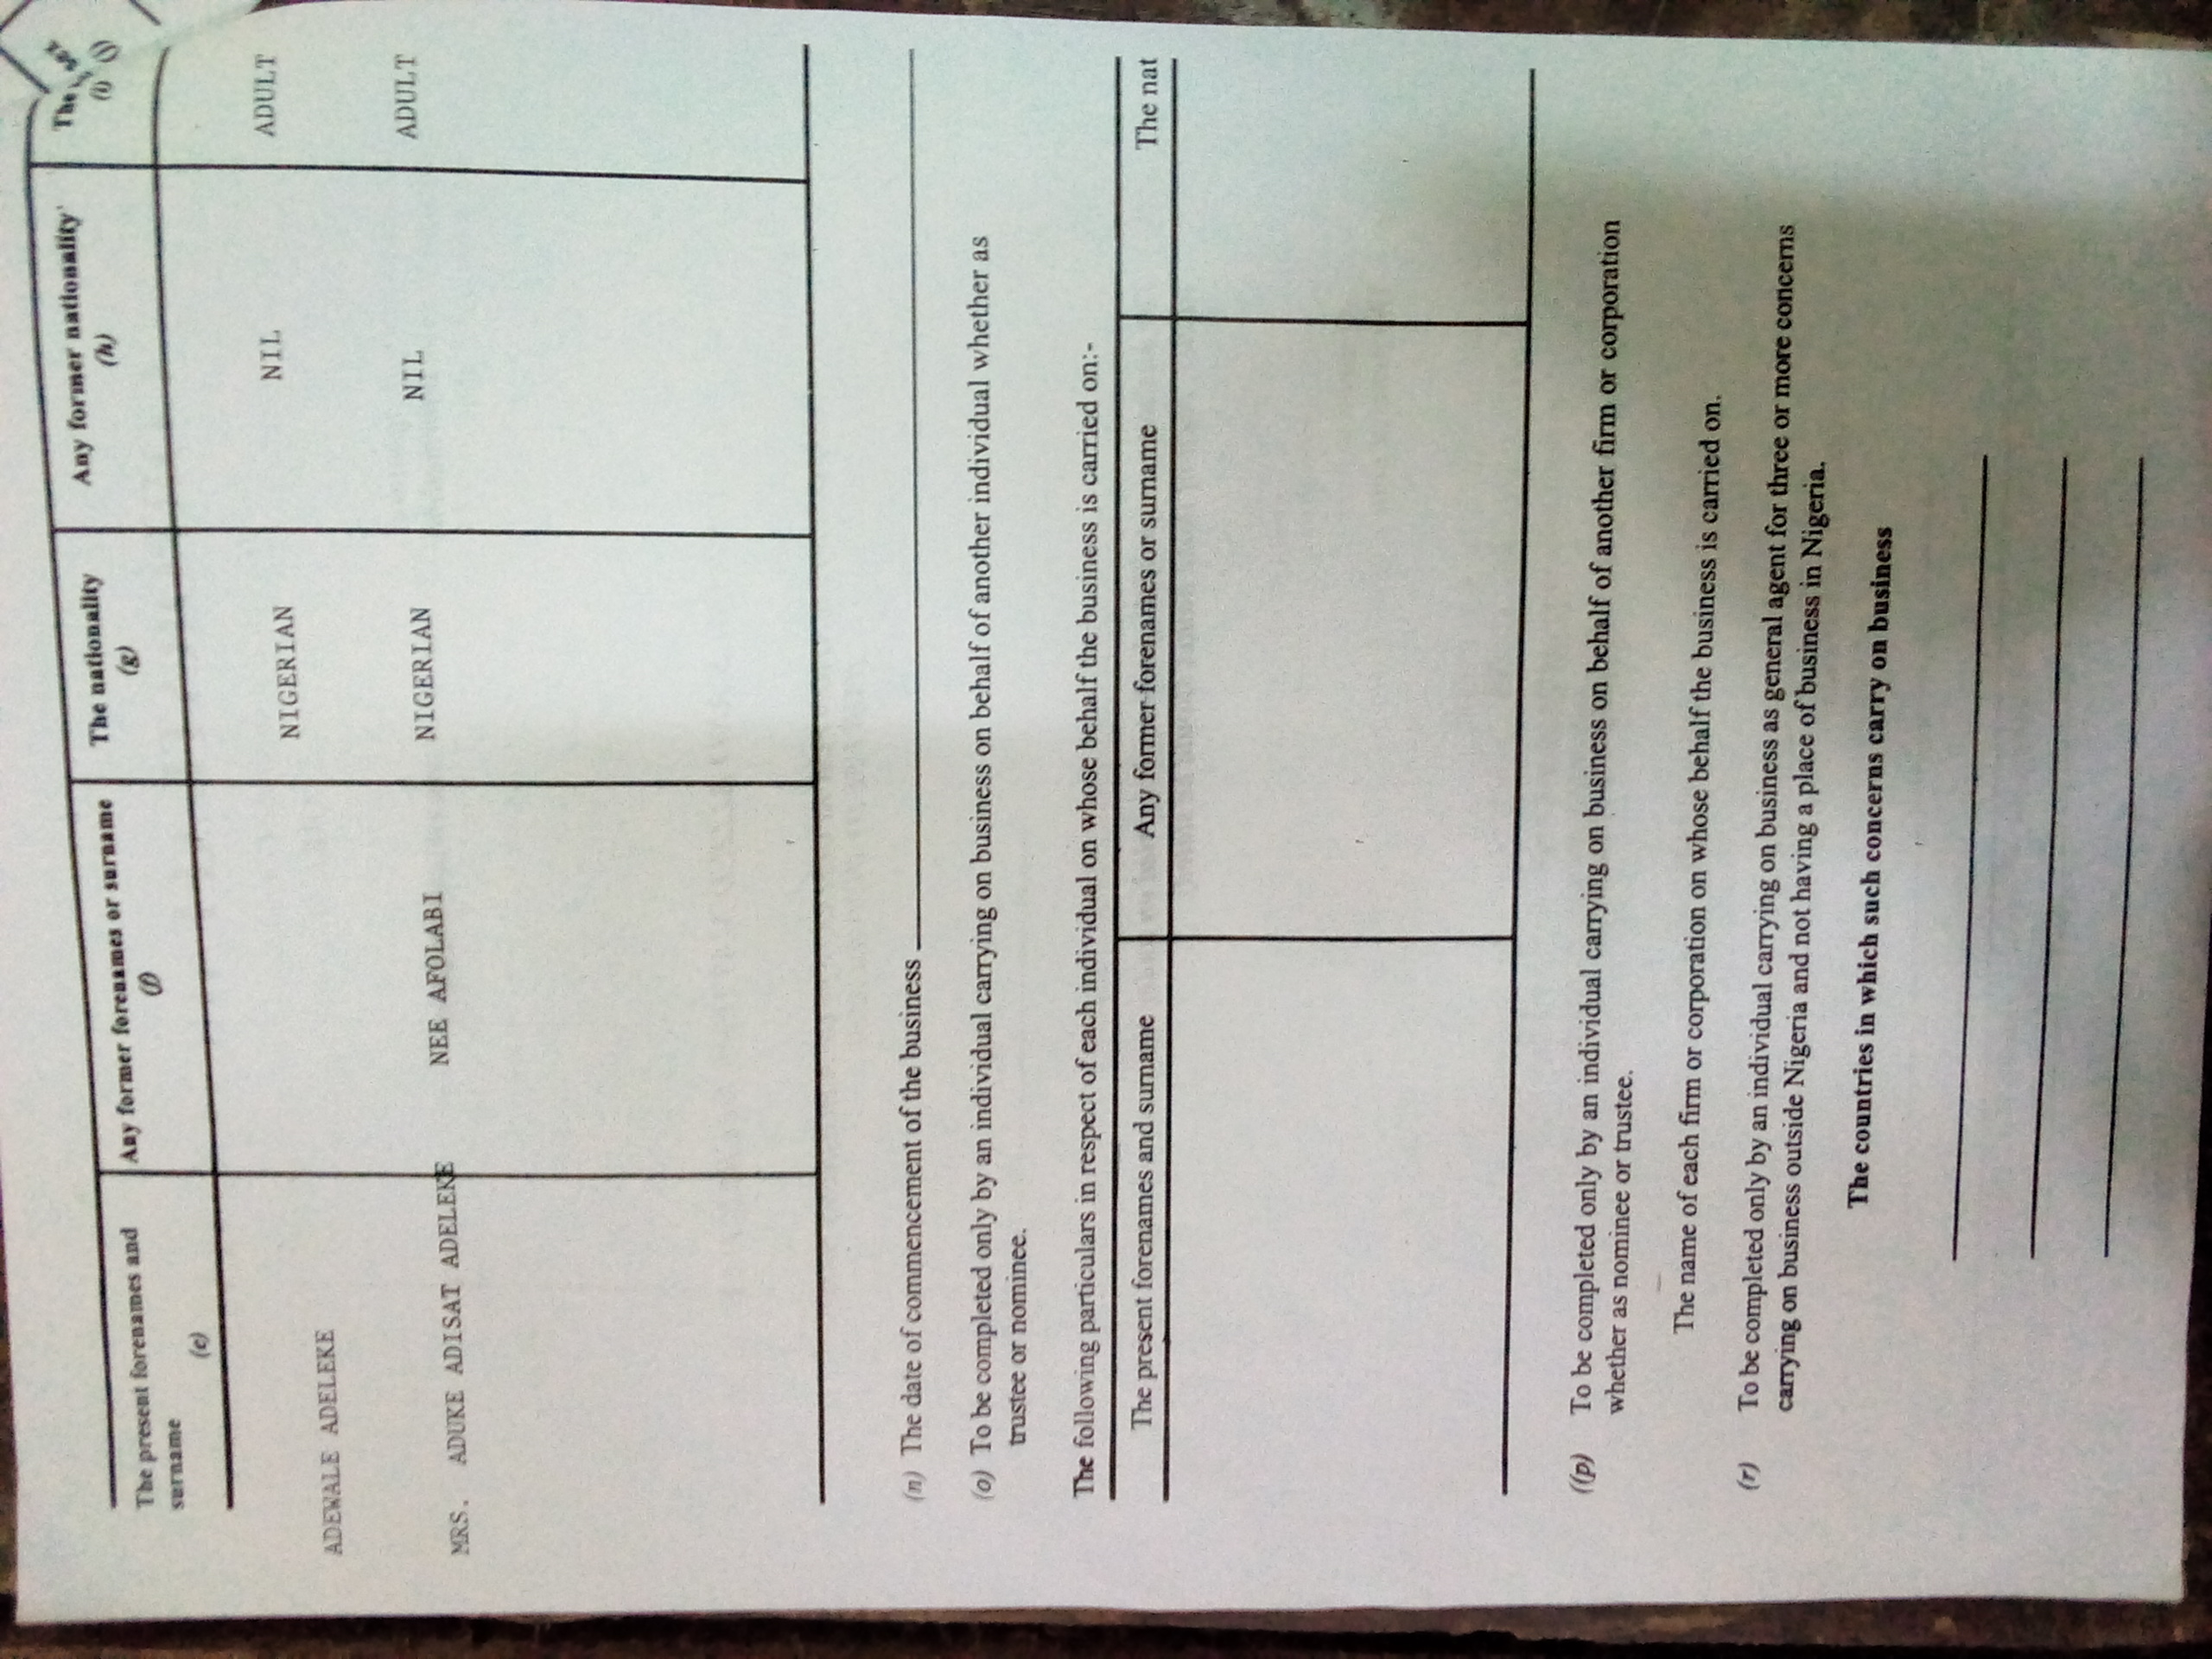 The present forenames and surname (e)
Any former forenames or surname (f)
The nationality (g)
Any former nationality (h)
The
(i)
(j)
ADEWALE ADELEKE NIGERIAN NIL ADULT
MRS. ADUKE ADISAT ADELEKE NEE AFOLABI NIGERIAN NIL ADULT
(n) The date of commencement of the business
(o) To be completed only by an individual carrying on business on behalf of another individual whether as
trustee or nominee.
The following particulars in respect of each individual on whose behalf the business is carried on:-
The present forenames and surname Any former forenames or surname The nat
((p) To be completed only by an individual carrying on business on behalf of another firm or corporation
whether as nominee or trustee.
The name of each firm or corporation on whose behalf the business is carried on.
(r) To be completed only by an individual carrying on business as general agent for three or more concerns
carrying on business outside Nigeria and not having a place of business in Nigeria.
The countries in which such concerns carry on business